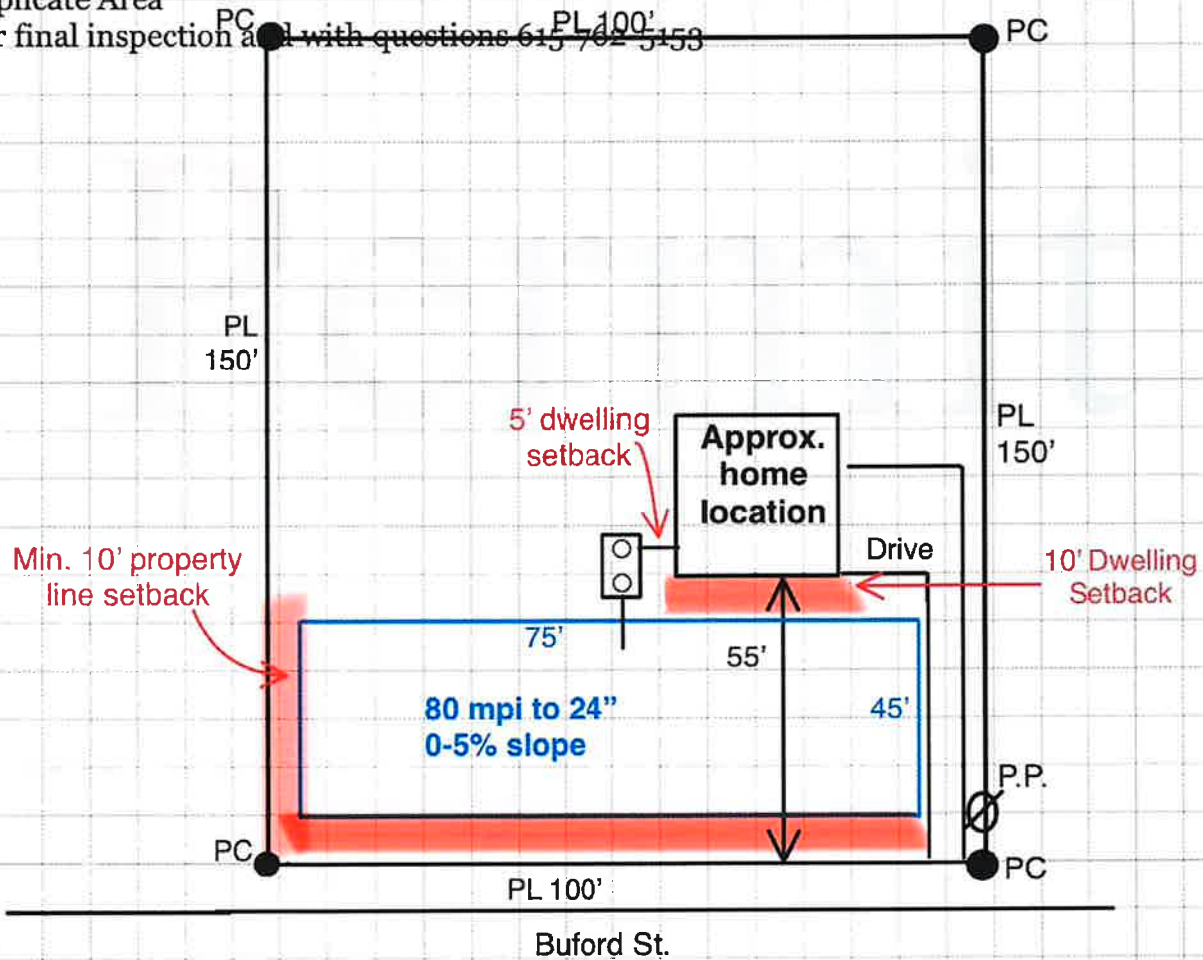 plicate Area
r final inspection and with questions 615-762-5153
PC
PL 100'
PC
PL
150'
PL
150'
5' dwelling
setback
Approx.
home
location
Drive
Min. 10' property
line setback
10' Dwelling
Setback
75'
55'
80 mpi to 24”
0-5% slope
45'
P.P.
PC
PC
PL 100'
Buford St.